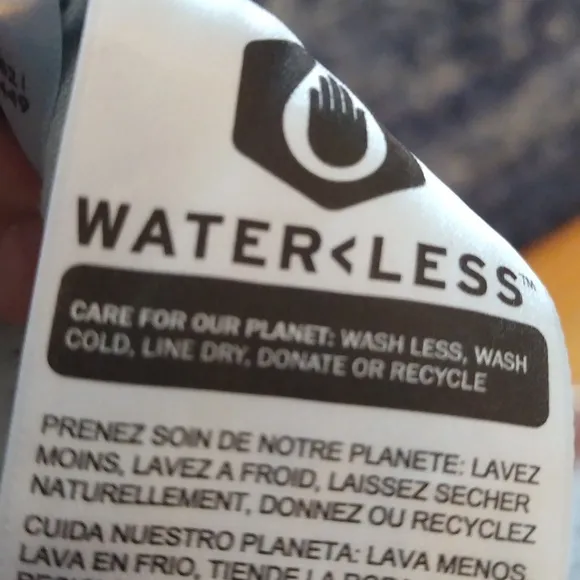 WATER<LESS™
CARE FOR OUR PLANET: WASH LESS, WASH
COLD, LINE DRY, DONATE OR RECYCLE
PRENEZ SOIN DE NOTRE PLANETE: LAVEZ
MOINS, LAVEZ A FROID, LAISSEZ SECHER
NATURELLEMENT, DONNEZ OU RECYCLEZ
CUIDA NUESTRO PLANETA: LAVA MENOS,
LAVA EN FRIO, TIENDE LA